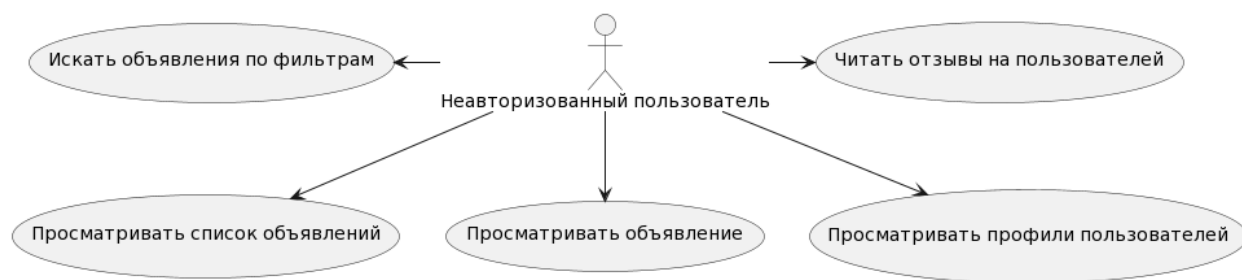 Искать объявления по фильтрам
Читать отзывы на пользователей
Неавторизованный пользователь
Просматривать список объявлений
Просматривать объявление
Просматривать профили пользователей